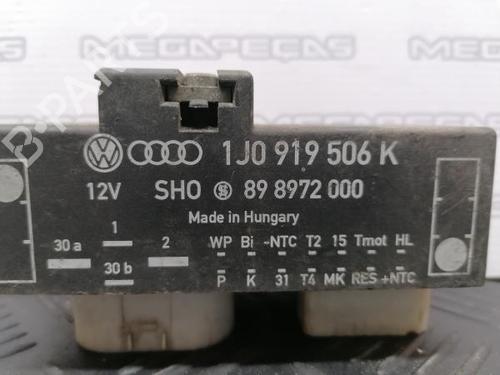 MEGAPEÇAS MEGAPEÇAS
1J0 919 506 K
12V SHO 89 8972 000
Made in Hungary
1
30 a 2
30 b
WP Bi -NTC T2 15 Tmot HL
P K 31 T4 MK RES +NTC